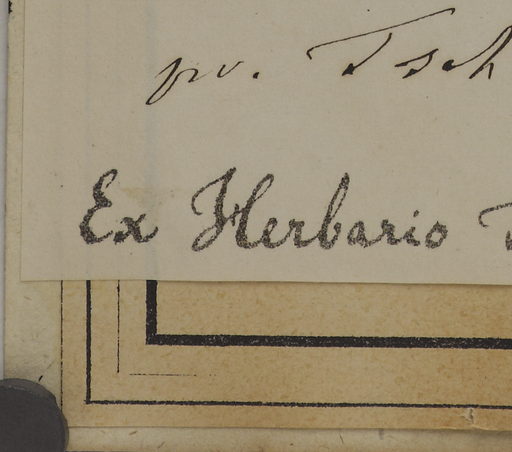 pr. Tsch
Ex Herbario